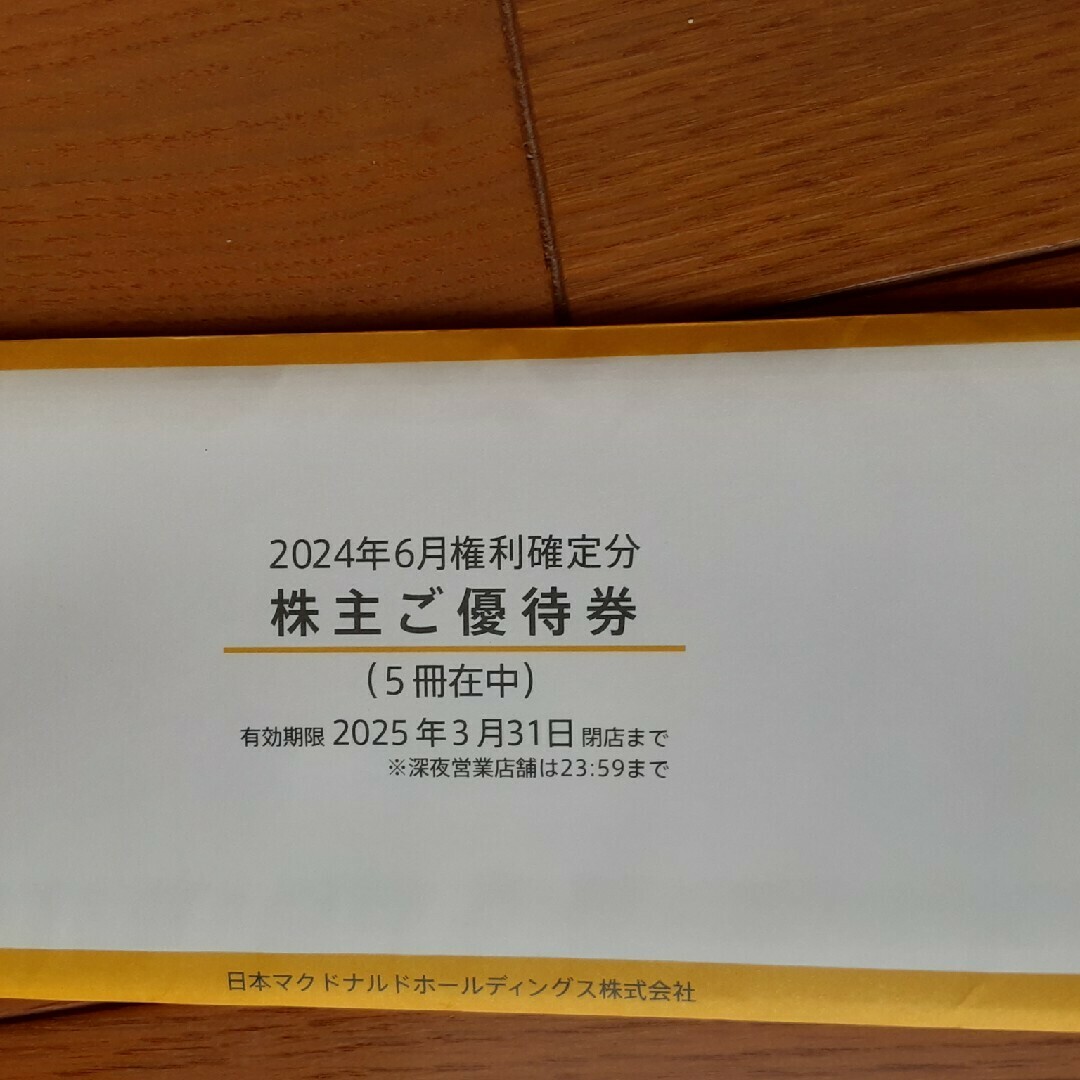 2024年6月権利確定分
株主ご優待券
(5冊在中)
有効期限 2025年3月31日 閉店まで
※深夜営業店舗は23:59まで
日本マクドナルドホールディングス株式会社